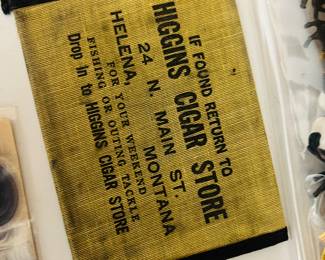 IF FOUND RETURN TO
HIGGINS CIGAR STORE
24 N. MAIN ST.
HELENA, MONTANA
FOR YOUR WEEKEND
FISHING OR OUTING TACKLE
Drop in to HIGGINS CIGAR STORE